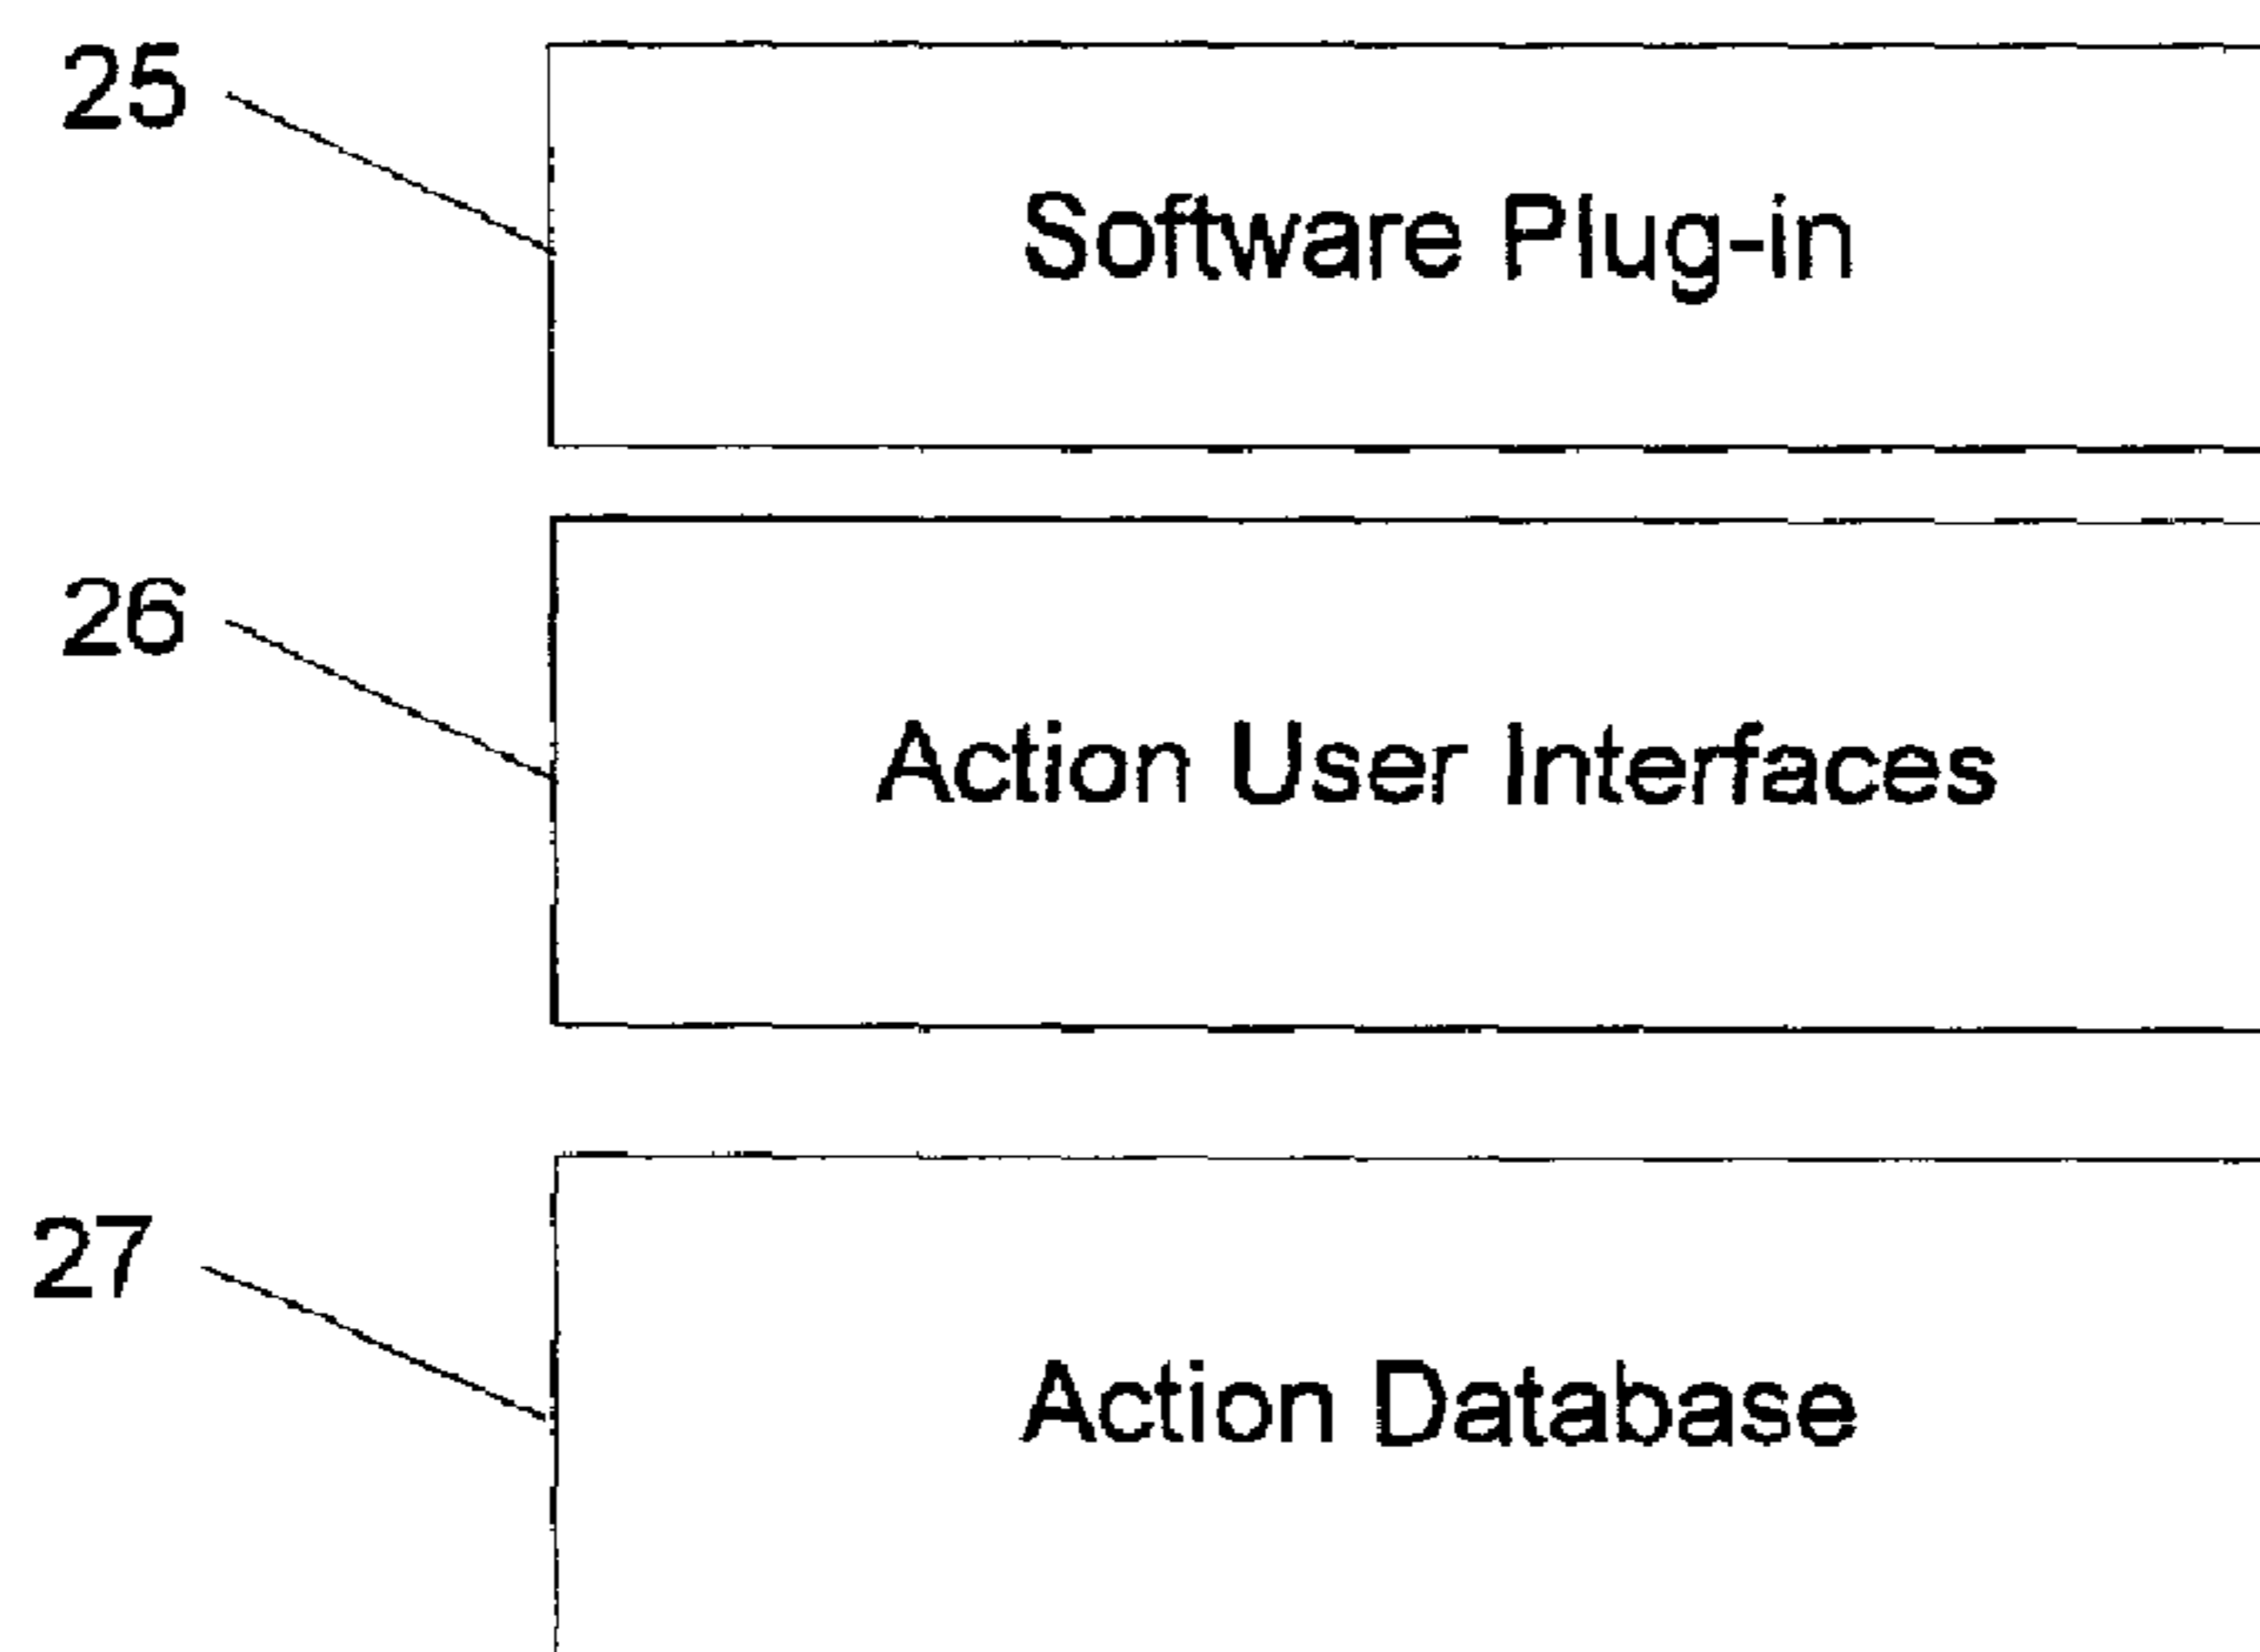 25
Software Plug-in
26
Action User Interfaces
27
Action Database